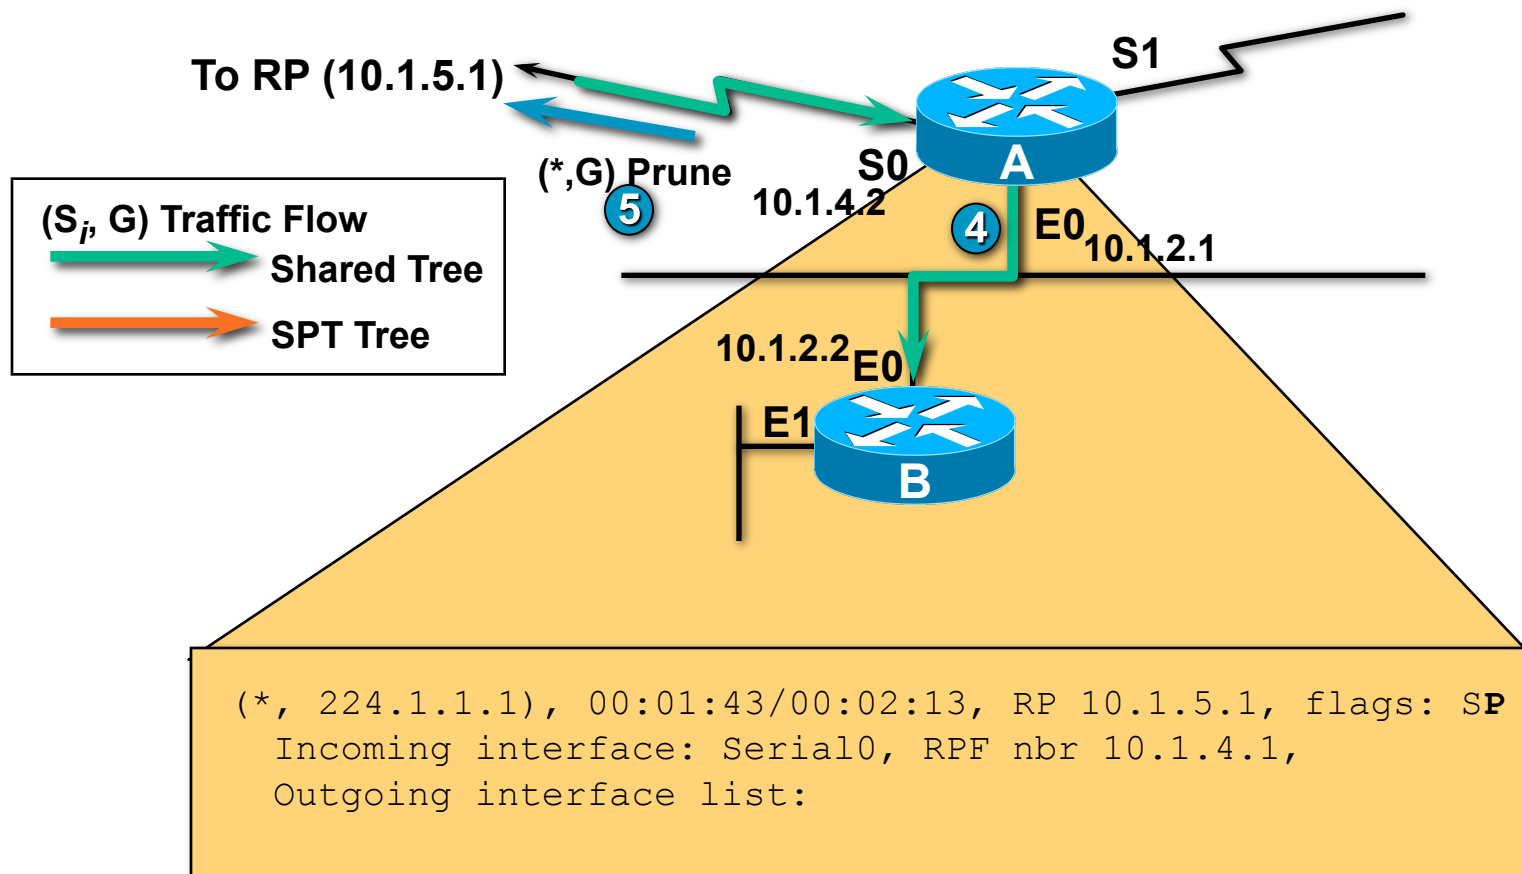 S1
To RP (10.1.5.1)
A
(*,G) Prune
S0
5
10.1.4.2
4
E0
10.1.2.1
(Si, G) Traffic Flow
Shared Tree
SPT Tree
10.1.2.2
E0
E1
B
(*, 224.1.1.1), 00:01:43/00:02:13, RP 10.1.5.1, flags: SP
Incoming interface: Serial0, RPF nbr 10.1.4.1,
Outgoing interface list: